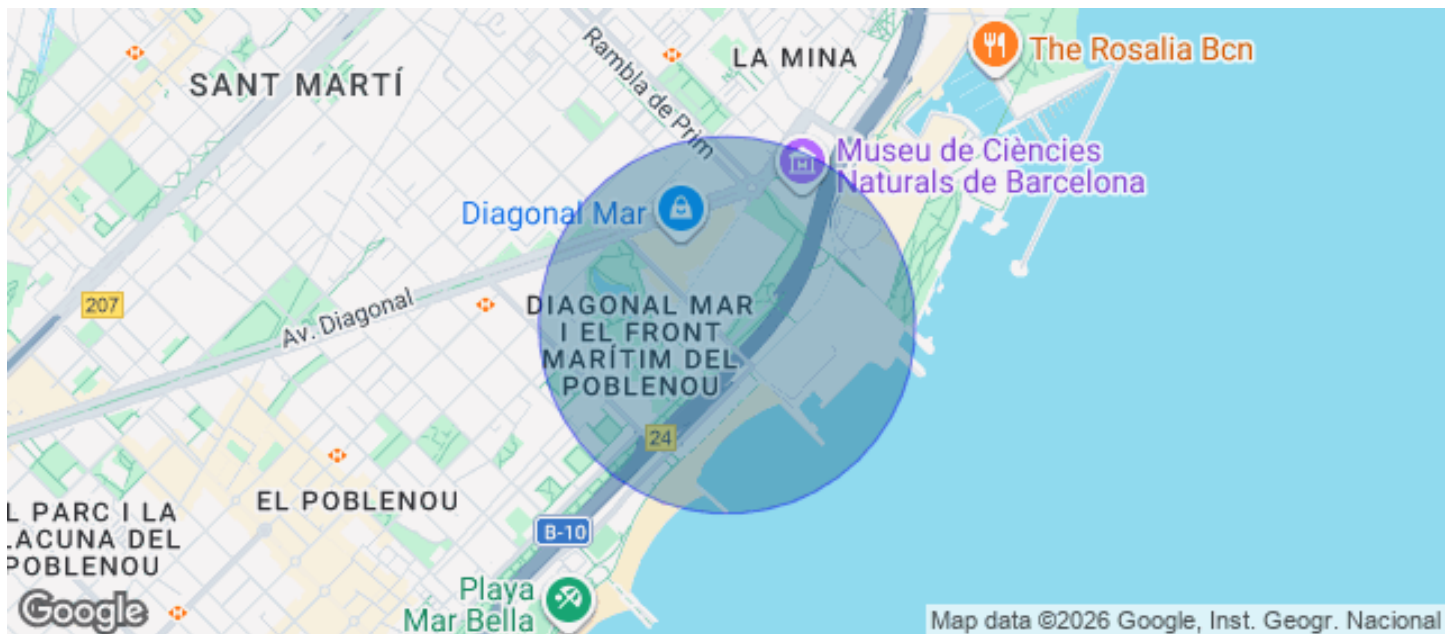 LA MINA
The Rosalia Bcn
SANT MARTÍ
Rambla de Prim
Museu de Ciències
Naturals de Barcelona
Diagonal Mar
207
Av. Diagonal
DIAGONAL MAR
I EL FRONT
MARÍTIM DEL
POBLENOU
24
EL POBLENOU
L PARC I LA
LACUNA DEL
POBLENOU
B-10
Playa
Mar Bella
Google
Map data ©2026 Google, Inst. Geogr. Nacional